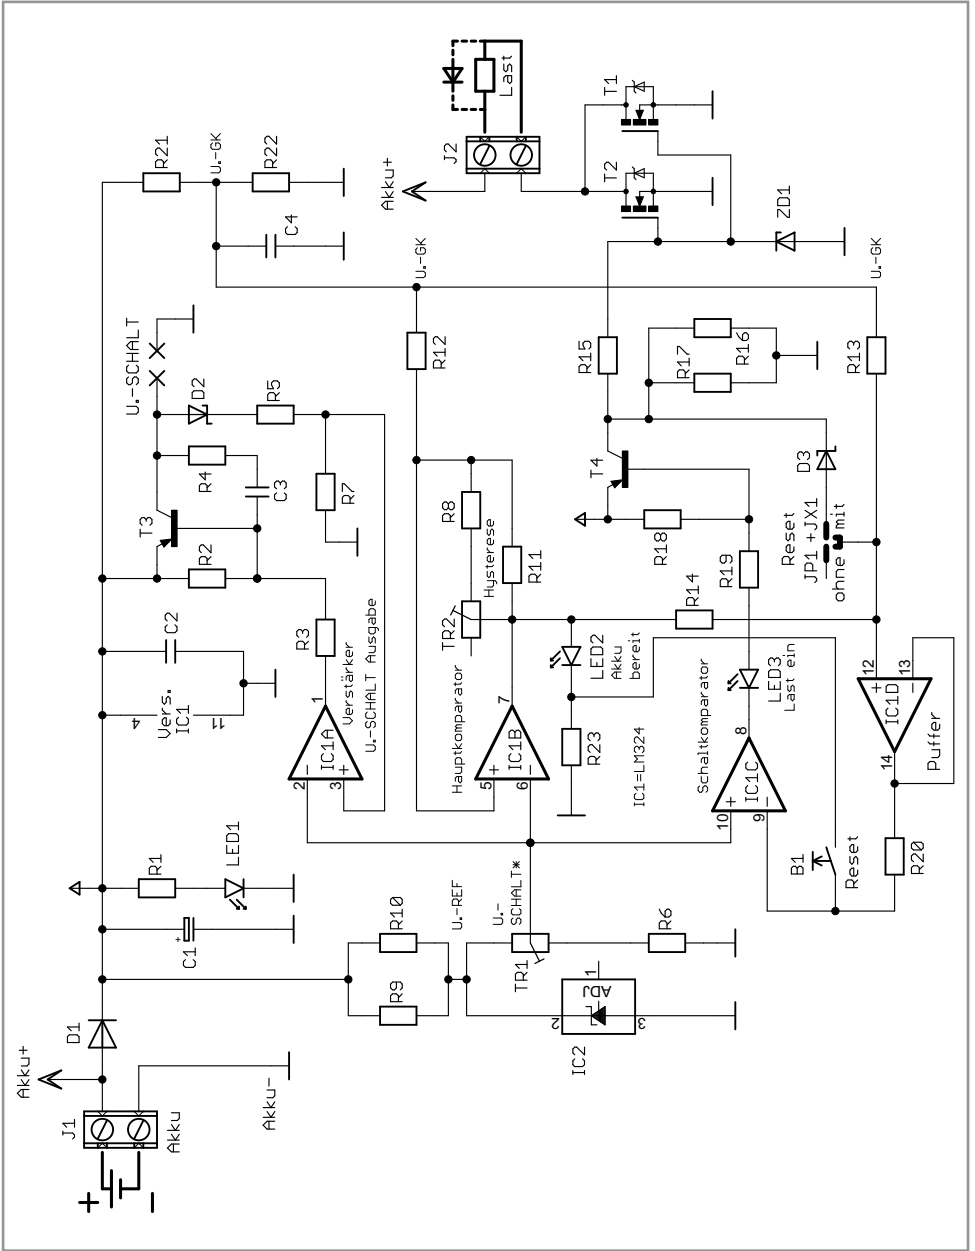 J1
Akku
+
–
Akku+
Akku-
D1
C1
+
R1
LED1
Vers.
IC1
4
11
C2
T3
R2
R3
R4
C3
D2
R5
R7
U.-SCHALT
R21
U.-GK
R22
C4
Akku+
J2
Last
T1
T2
ZD1
U.-GK
U.-GK
R12
R15
R17
R16
R13
T4
D3
Reset
JP1 +JX1
ohne
mit
R18
R19
R14
R8
Hysterese
R11
TR2
LED2
Akku
bereit
R23
LED3
Last ein
IC1A
2
3
1
-
+
Verstärker
U.-SCHALT Ausgabe
Hauptkomparator
IC1B
5
6
7
+
-
IC1=LM324
Schaltkomparator
IC1C
10
9
8
+
-
IC1D
12
13
14
+
-
Puffer
R20
B1
Reset
R9
R10
U.-REF
U.-
SCHALT*
TR1
R6
IC2
ADJ
1
2
3